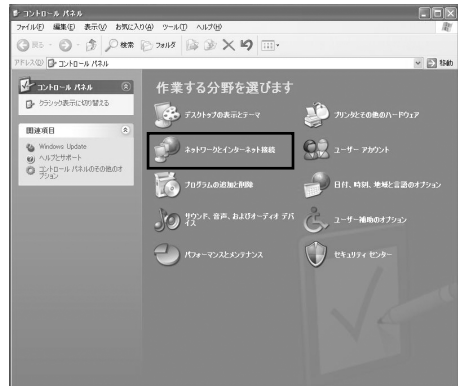 コントロール パネル
ファイル(F) 編集(E) 表示(V) お気に入り(A) ツール(T) ヘルプ(H)
戻る 検索 フォルダ
アドレス(D) コントロール パネル 移動
コントロール パネル
クラシック表示に切り替える
関連項目
Windows Update
ヘルプとサポート
コントロール パネルのその他のオプション
作業する分野を選びます
デスクトップの表示とテーマ
プリンタとその他のハードウェア
ネットワークとインターネット接続
ユーザー アカウント
プログラムの追加と削除
日付、時刻、地域と言語のオプション
サウンド、音声、およびオーディオ デバイス
ユーザー補助のオプション
パフォーマンスとメンテナンス
セキュリティ センター